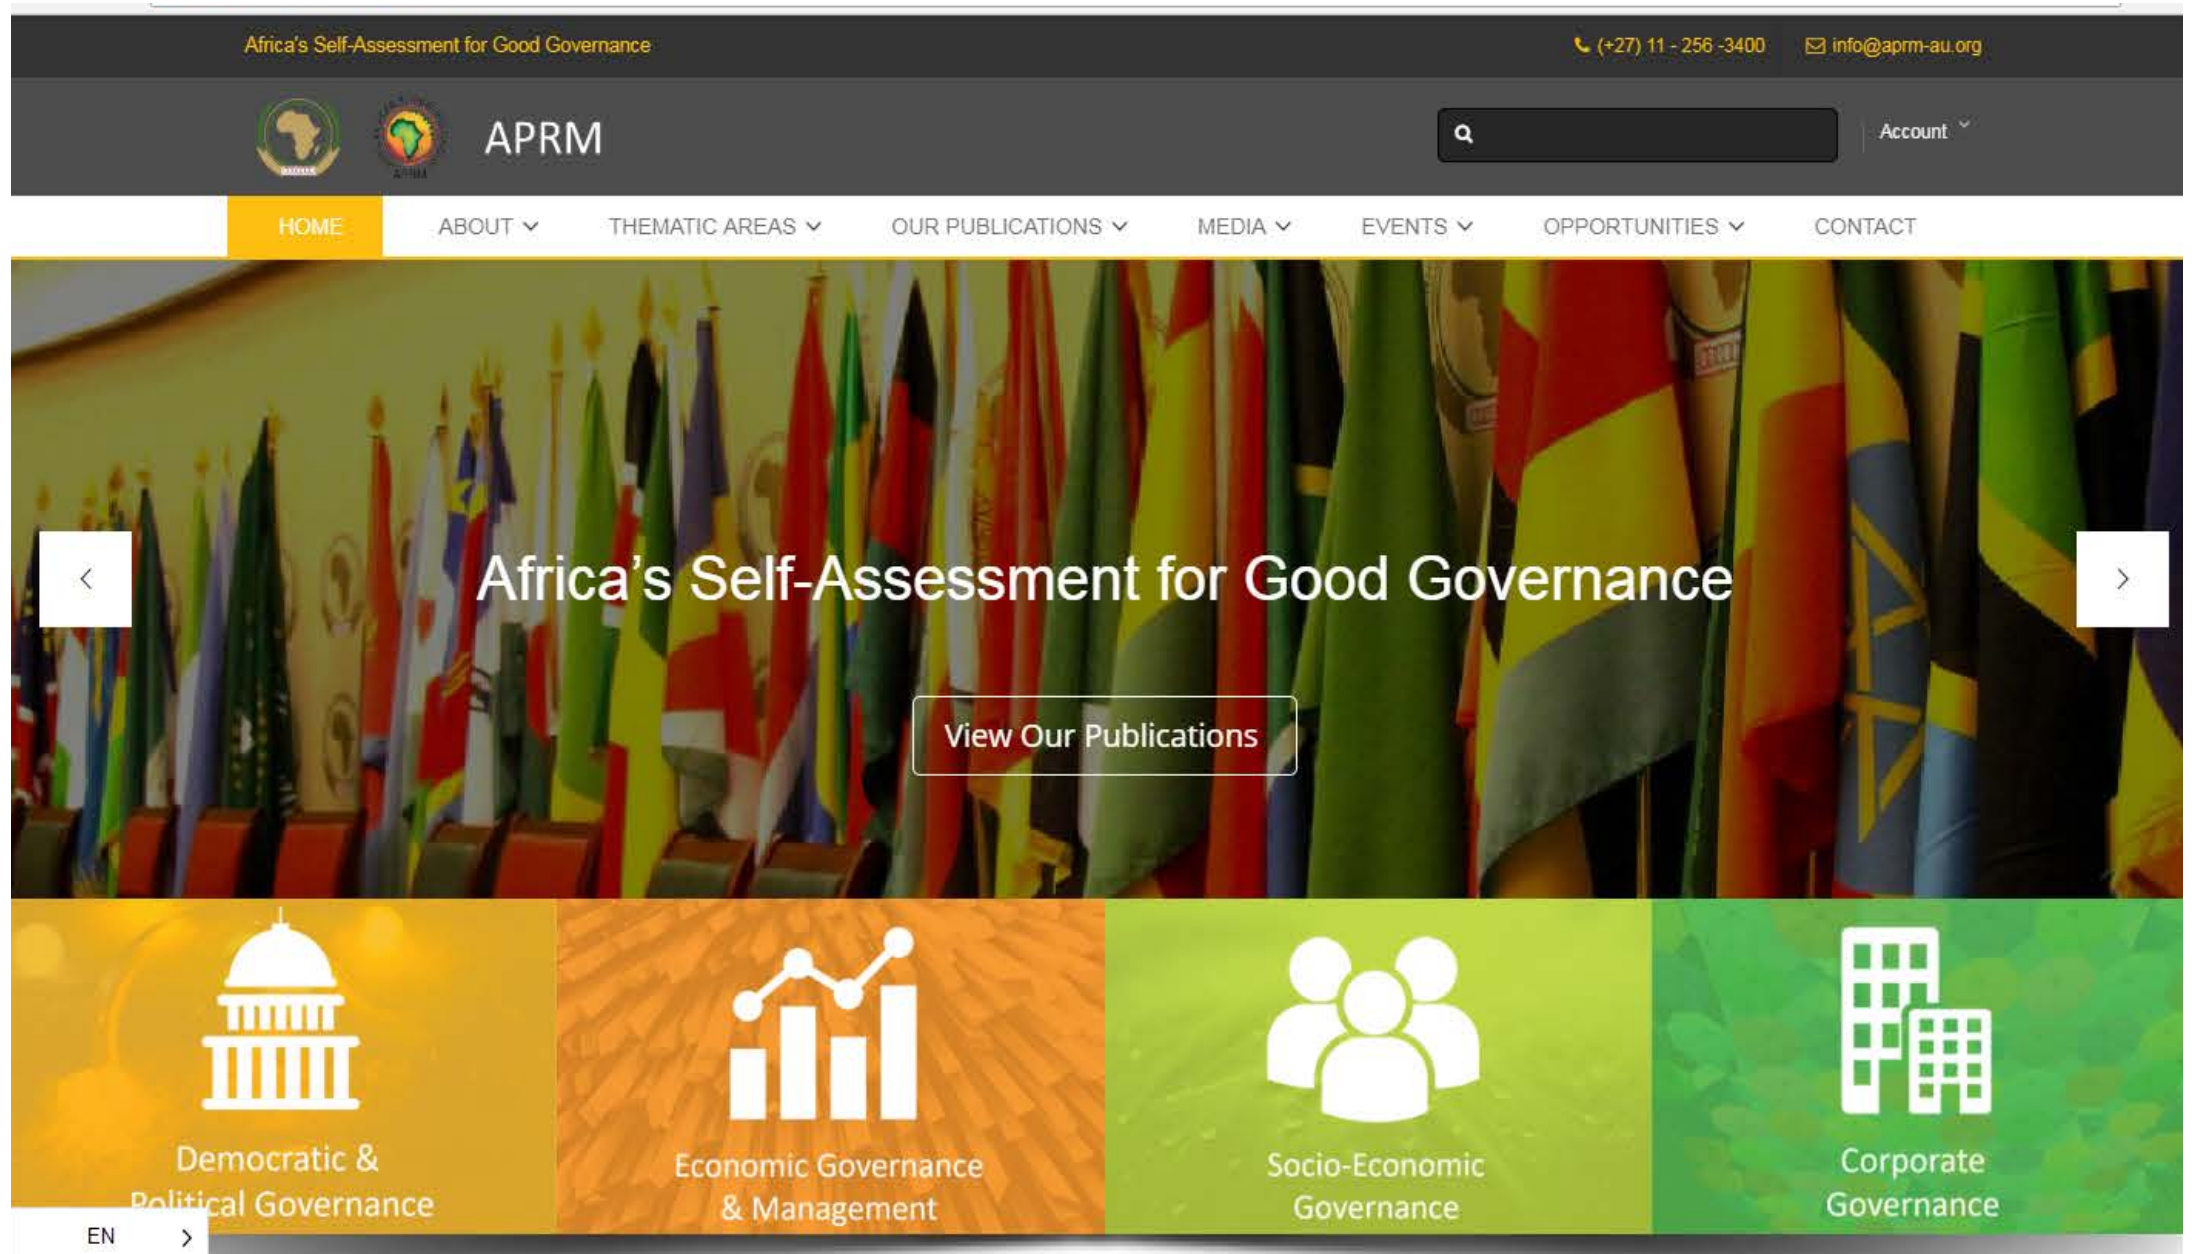 Africa's Self-Assessment for Good Governance
(+27) 11 - 256 -3400
info@aprm-au.org
APRM
APRM
Account
HOME
ABOUT
THEMATIC AREAS
OUR PUBLICATIONS
MEDIA
EVENTS
OPPORTUNITIES
CONTACT
Africa's Self-Assessment for Good Governance
View Our Publications
Democratic &
Political Governance
Economic Governance
& Management
Socio-Economic
Governance
Corporate
Governance
EN